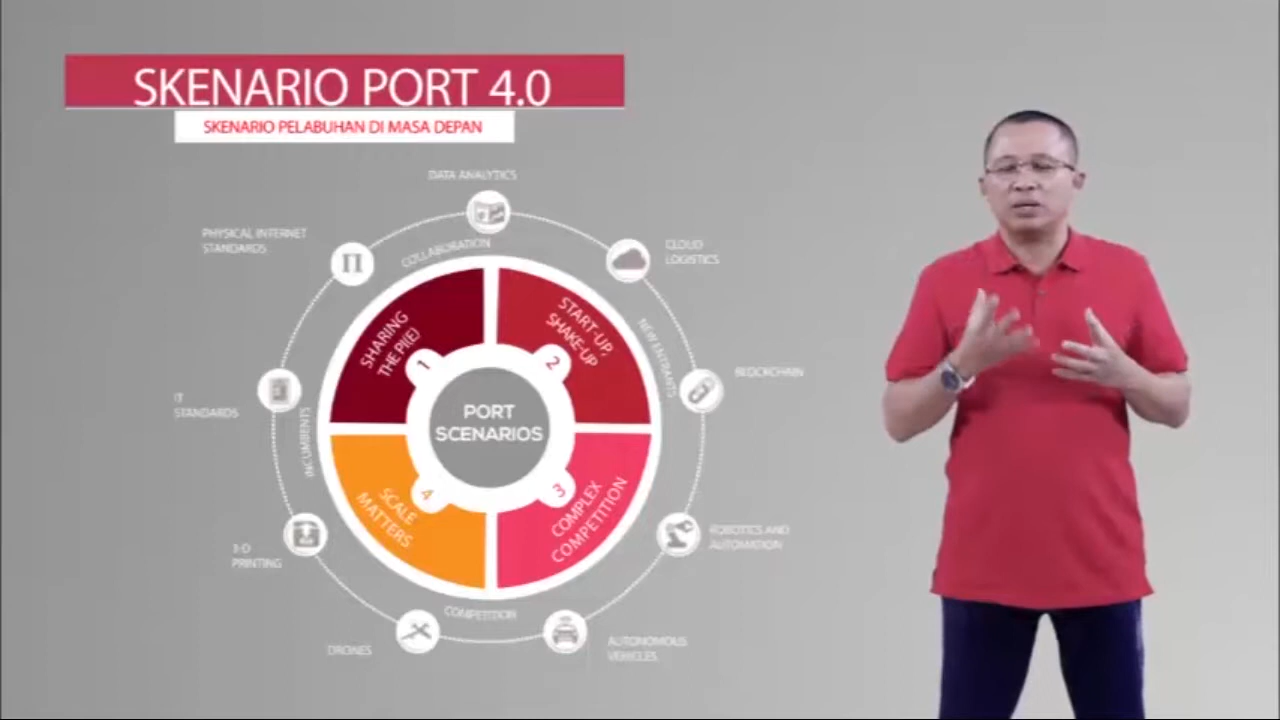 SKENARIO PORT 4.0
SKENARIO PELABUHAN DI MASA DEPAN
DATA ANALYTICS
PHYSICAL INTERNET
STANDARDS
COLLABORATION
CLOUD
LOGISTICS
SHARING
THE PI(E)
START-UP,
SHAKE-UP
NEW ENTRANTS
1
2
BLOCKCHAIN
IT
STANDARDS
INCUMBENTS
PORT
SCENARIOS
4
3
SCALE
MATTERS
COMPLEX
COMPETITION
ROBOTICS AND
AUTOMATION
3-D
PRINTING
COMPETITION
DRONES
AUTONOMOUS
VEHICLES